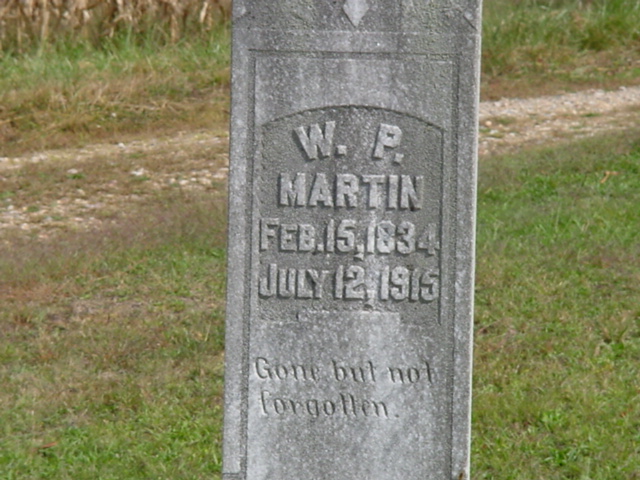 W. P.
MARTIN
FEB. 15, 1834
JULY 12, 1915
Gone but not
forgotten.